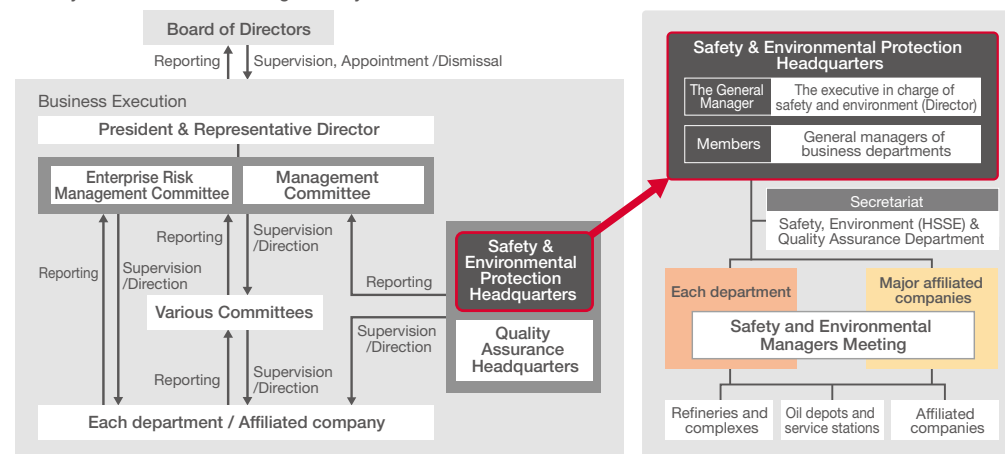 Board of Directors
Reporting
Supervision, Appointment /Dismissal
Business Execution
President & Representative Director
Enterprise Risk
Management Committee
Management
Committee
Reporting
Supervision
/Direction
Reporting
Supervision
/Direction
Reporting
Various Committees
Supervision
/Direction
Reporting
Supervision
/Direction
Each department / Affiliated company
Safety &
Environmental
Protection
Headquarters
Quality
Assurance
Headquarters
Safety & Environmental Protection
Headquarters
The General
Manager
The executive in charge of
safety and environment (Director)
Members
General managers of
business departments
Secretariat
Safety, Environment (HSSE) &
Quality Assurance Department
Each department
Major affiliated
companies
Safety and Environmental
Managers Meeting
Refineries and
complexes
Oil depots and
service stations
Affiliated
companies